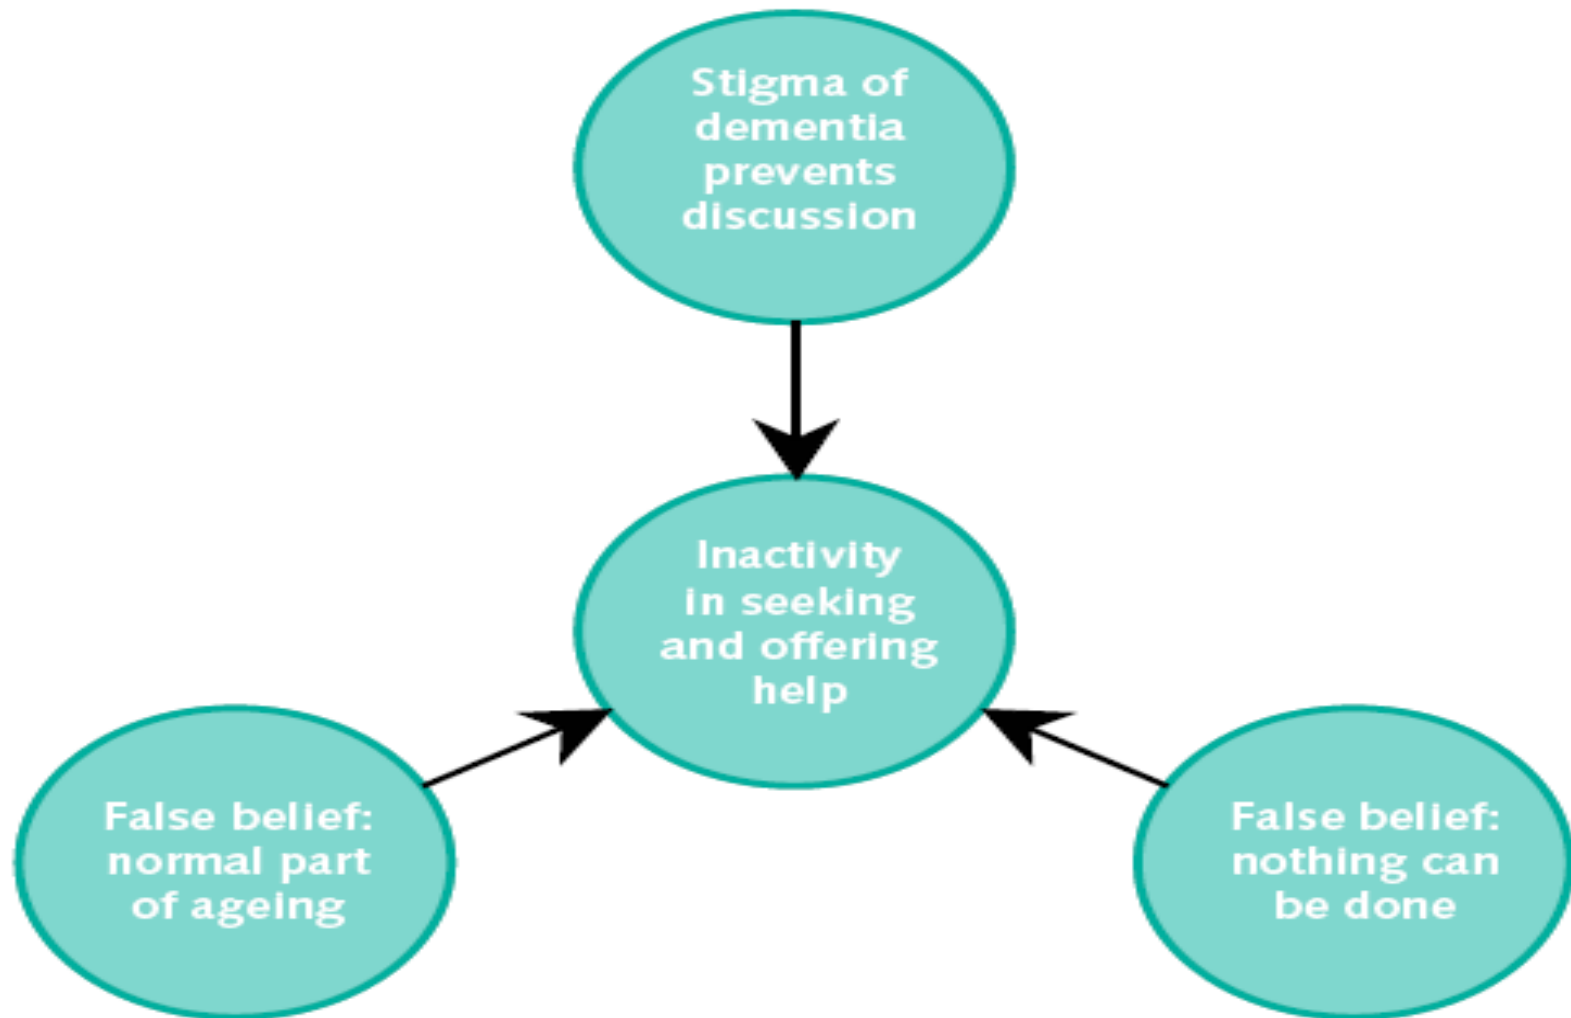 Stigma of
dementia
prevents
discussion
Inactivity
in seeking
and offering
help
False belief:
normal part
of ageing
False belief:
nothing can
be done